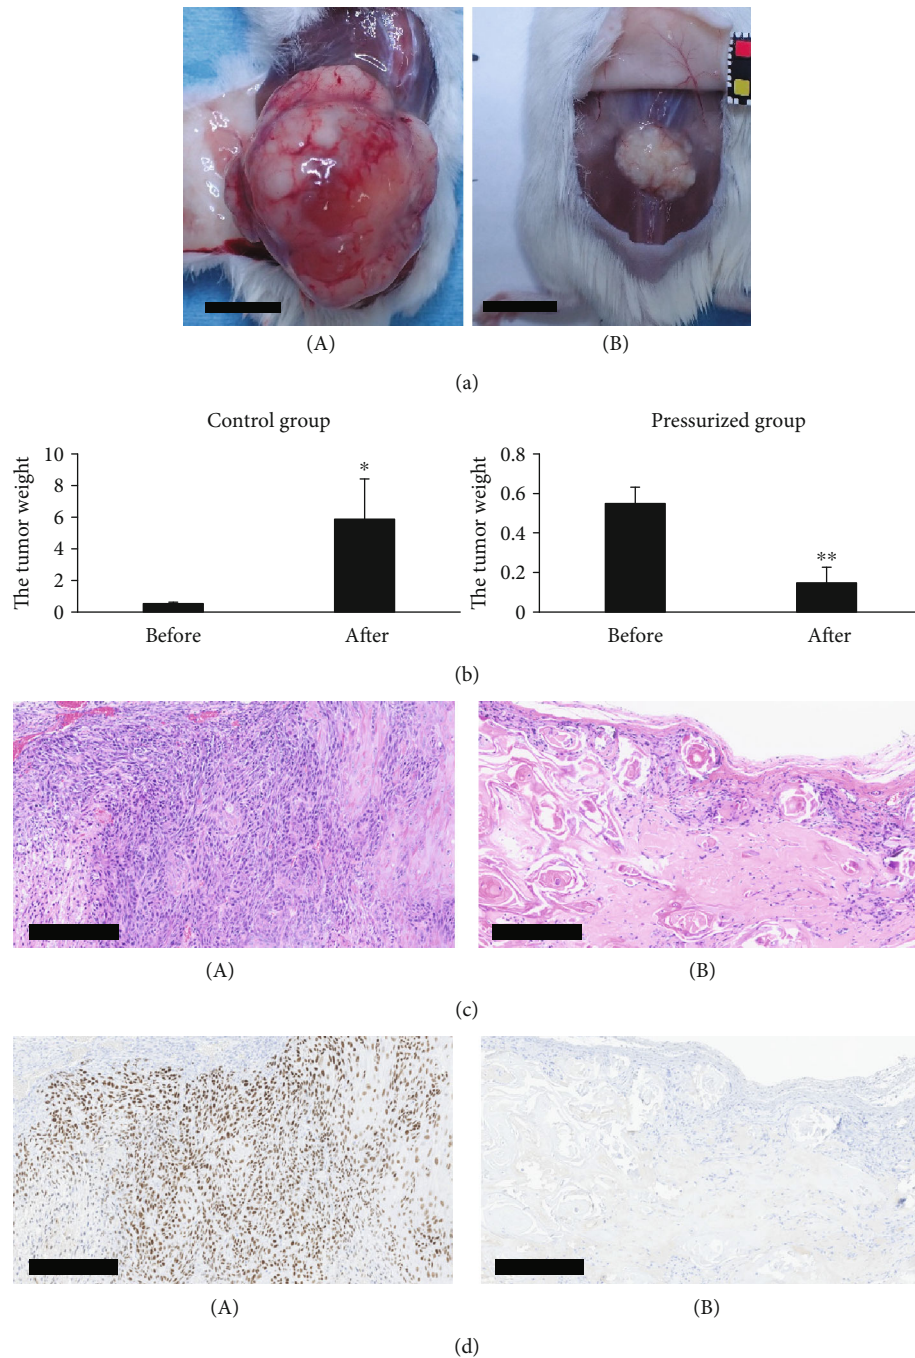 (A)
(B)
(a)
Control group
Pressurized group
The tumor weight
10
8
6
4
2
0
*
Before
After
The tumor weight
0.8
0.6
0.4
0.2
0
**
Before
After
(b)
(A)
(B)
(c)
(A)
(B)
(d)